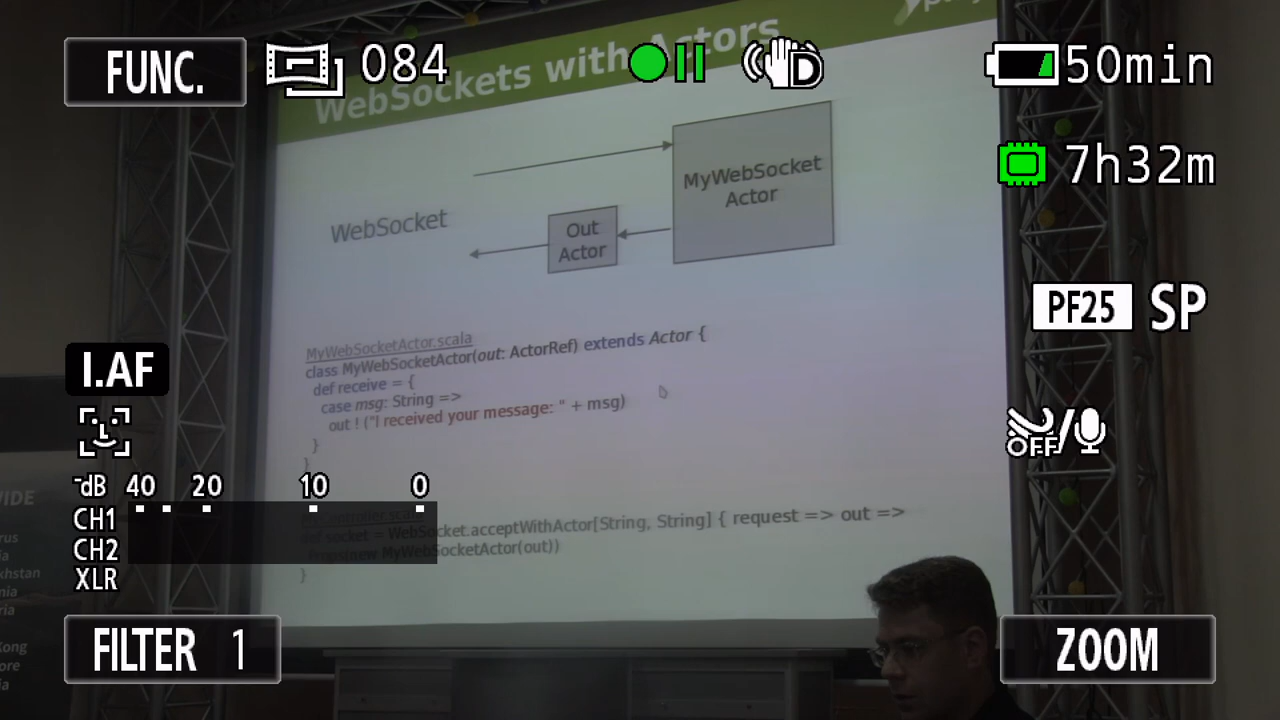 FUNC.
084
50min
7h32m
WebSockets with Actors
MyWebSocket
Actor
WebSocket
Out
Actor
PF25 SP
MyWebSocketActor.scala
class MyWebSocketActor(out: ActorRef) extends Actor {
def receive = {
case msg: String =>
out ! ("I received your message: " + msg)
}
}
I.AF
OFF/
-dB 40 20 10 0
CH1
CH2
XLR
def socket = WebSocket.acceptWithActor[String, String] { request => out =>
MyWebSocketActor(out))
}
FILTER 1
ZOOM